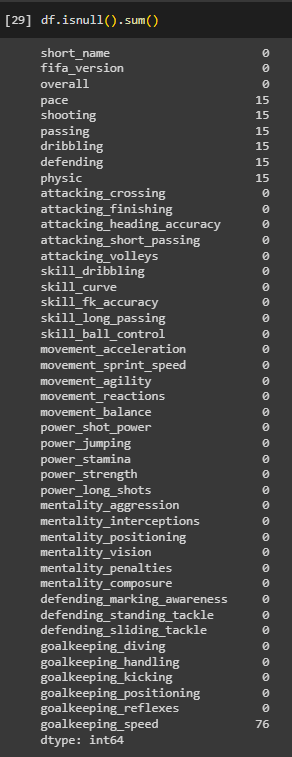 [29] df.isnull().sum()
short_name 0
fifa_version 0
overall 0
pace 15
shooting 15
passing 15
dribbling 15
defending 15
physic 15
attacking_crossing 0
attacking_finishing 0
attacking_heading_accuracy 0
attacking_short_passing 0
attacking_volleys 0
skill_dribbling 0
skill_curve 0
skill_fk_accuracy 0
skill_long_passing 0
skill_ball_control 0
movement_acceleration 0
movement_sprint_speed 0
movement_agility 0
movement_reactions 0
movement_balance 0
power_shot_power 0
power_jumping 0
power_stamina 0
power_strength 0
power_long_shots 0
mentality_aggression 0
mentality_interceptions 0
mentality_positioning 0
mentality_vision 0
mentality_penalties 0
mentality_composure 0
defending_marking_awareness 0
defending_standing_tackle 0
defending_sliding_tackle 0
goalkeeping_diving 0
goalkeeping_handling 0
goalkeeping_kicking 0
goalkeeping_positioning 0
goalkeeping_reflexes 0
goalkeeping_speed 76
dtype: int64